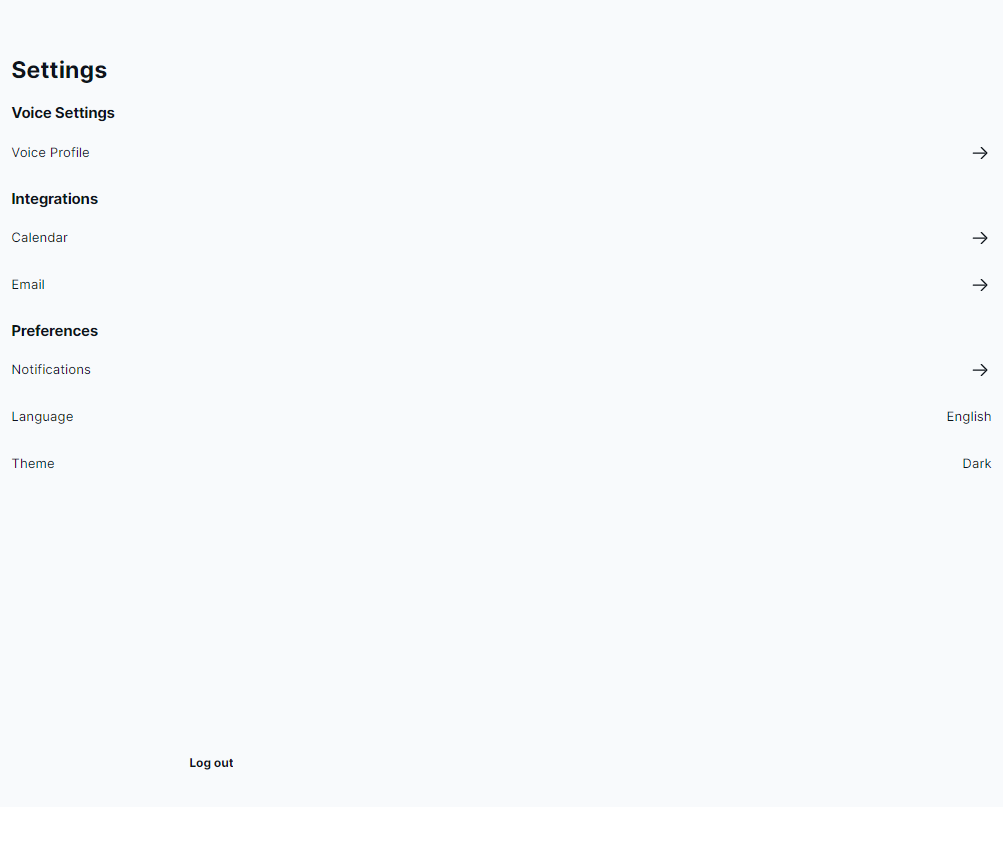 Settings
Voice Settings
Voice Profile
Integrations
Calendar
Email
Preferences
Notifications
Language English
Theme Dark
Log out